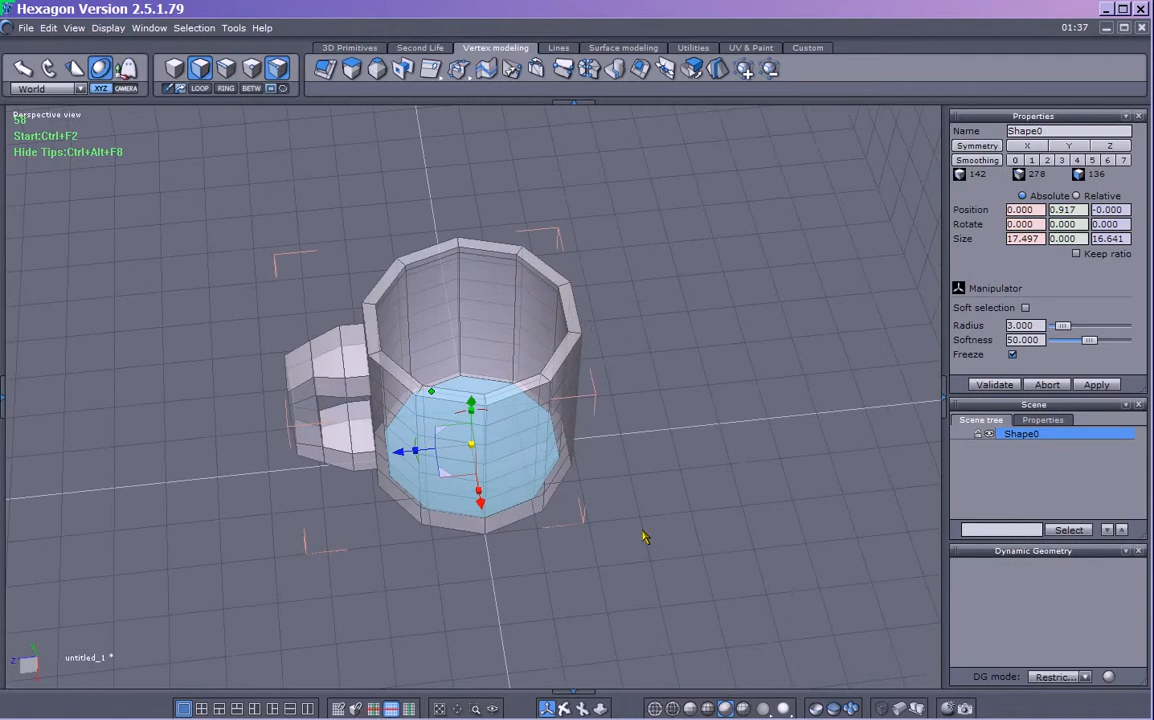 Hexagon Version 2.5.1.79
File Edit View Display Window Selection Tools Help
01:37
3D Primitives Second Life Vertex modeling Lines Surface modeling Utilities UV & Paint Custom
World XYZ CAMERA LOOP RING BETW
Perspective view
58
Start:Ctrl+F2
Hide Tips:Ctrl+Alt+F8
Properties
Name Shape0
Symmetry X Y Z
Smoothing 0 1 2 3 4 5 6 7
142 278 136
Absolute Relative
Position 0.000 0.917 -0.000
Rotate 0.000 0.000 0.000
Size 17.497 0.000 16.641
Keep ratio
Manipulator
Soft selection
Radius 3.000
Softness 50.000
Freeze
Validate Abort Apply
Scene
Scene tree Properties
Shape0
Select
Dynamic Geometry
DG mode: Restric...
untitled_1 *